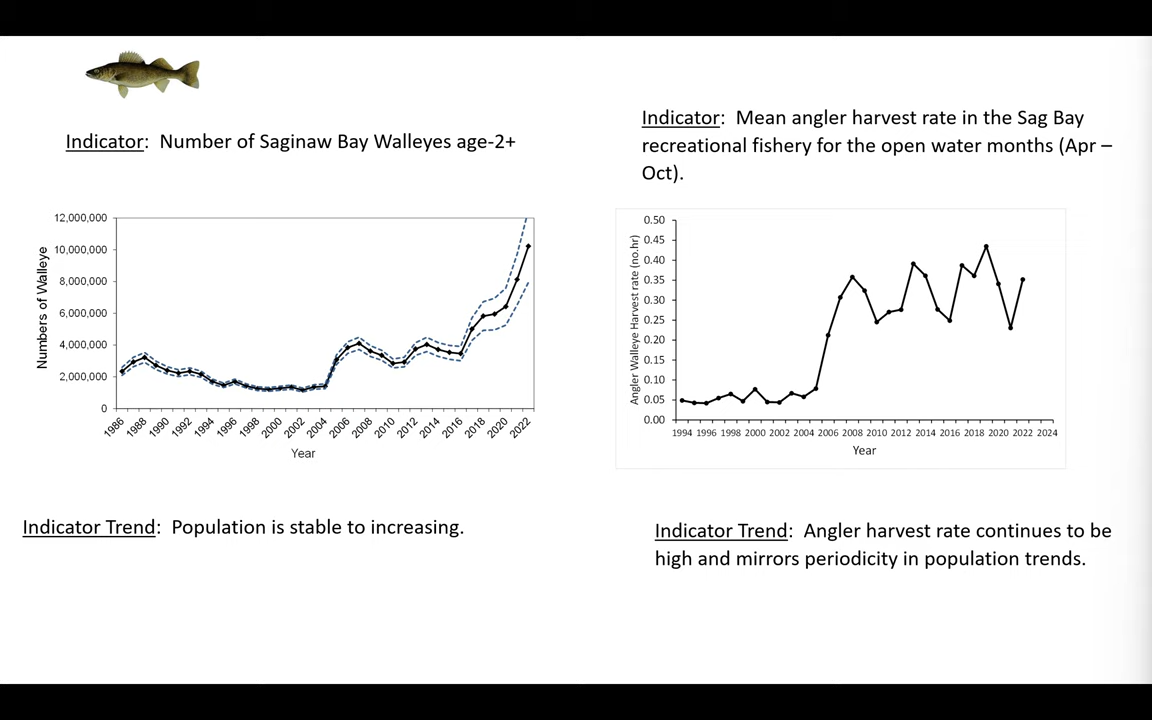 Indicator: Number of Saginaw Bay Walleyes age-2+
12,000,000
10,000,000
8,000,000
6,000,000
4,000,000
2,000,000
0
Numbers of Walleye
1986 1988 1990 1992 1994 1996 1998 2000 2002 2004 2006 2008 2010 2012 2014 2016 2018 2020 2022
Year
Indicator Trend: Population is stable to increasing.
Indicator: Mean angler harvest rate in the Sag Bay
recreational fishery for the open water months (Apr –
Oct).
0.50
0.45
0.40
0.35
0.30
0.25
0.20
0.15
0.10
0.05
0.00
Angler Walleye Harvest rate (no.hr)
1994 1996 1998 2000 2002 2004 2006 2008 2010 2012 2014 2016 2018 2020 2022 2024
Year
Indicator Trend: Angler harvest rate continues to be
high and mirrors periodicity in population trends.